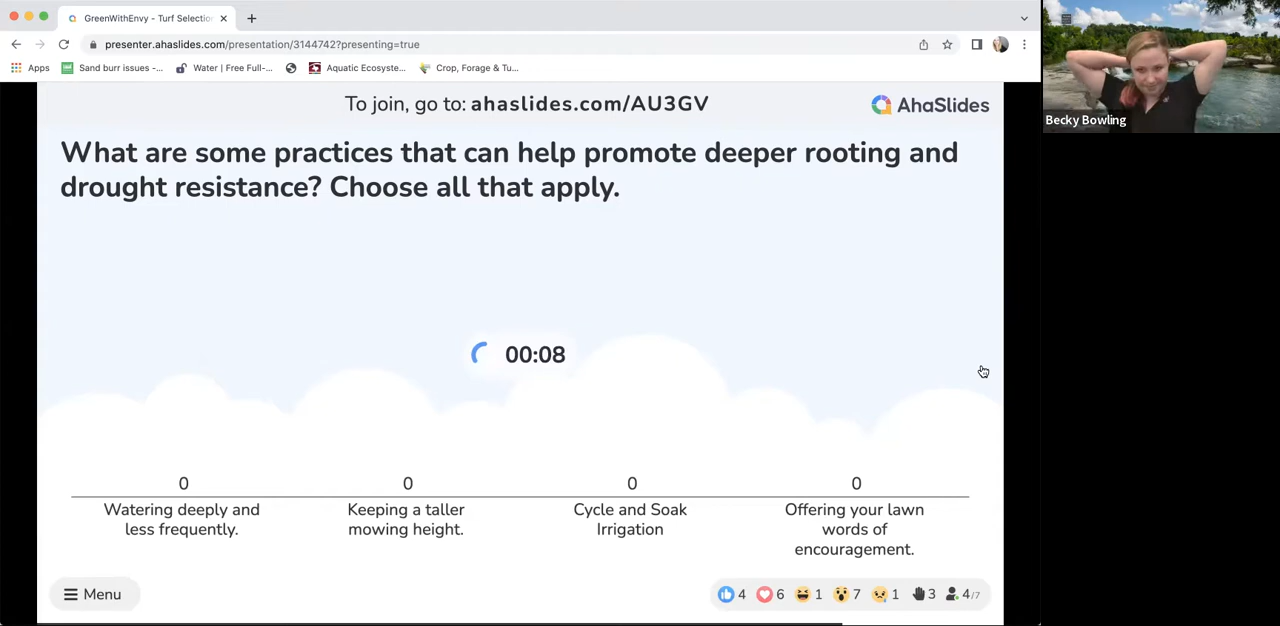 GreenWithEnvy - Turf Selectio
presenter.ahaslides.com/presentation/3144742?presenting=true
Apps
Sand burr issues -...
Water | Free Full-...
Aquatic Ecosyste...
Crop, Forage & Tu...
To join, go to: ahaslides.com/AU3GV
AhaSlides
Becky Bowling
What are some practices that can help promote deeper rooting and
drought resistance? Choose all that apply.
00:08
0
0
0
0
Watering deeply and
less frequently.
Keeping a taller
mowing height.
Cycle and Soak
Irrigation
Offering your lawn
words of
encouragement.
Menu
4
6
1
7
1
3
4/7